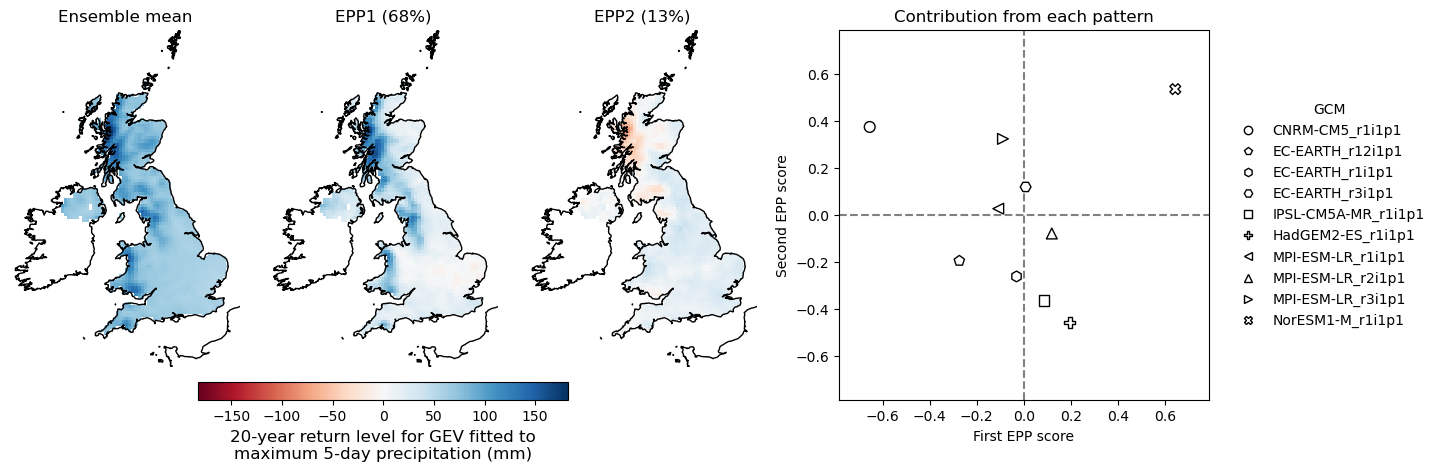 Ensemble mean
EPP1 (68%)
EPP2 (13%)
Contribution from each pattern
−150 −100 −50 0 50 100 150
20-year return level for GEV fitted to
maximum 5-day precipitation (mm)
Second EPP score
0.6
0.4
0.2
0.0
−0.2
−0.4
−0.6
−0.6 −0.4 −0.2 0.0 0.2 0.4 0.6
First EPP score
GCM
CNRM-CM5_r1i1p1
EC-EARTH_r12i1p1
EC-EARTH_r1i1p1
EC-EARTH_r3i1p1
IPSL-CM5A-MR_r1i1p1
HadGEM2-ES_r1i1p1
MPI-ESM-LR_r1i1p1
MPI-ESM-LR_r2i1p1
MPI-ESM-LR_r3i1p1
NorESM1-M_r1i1p1